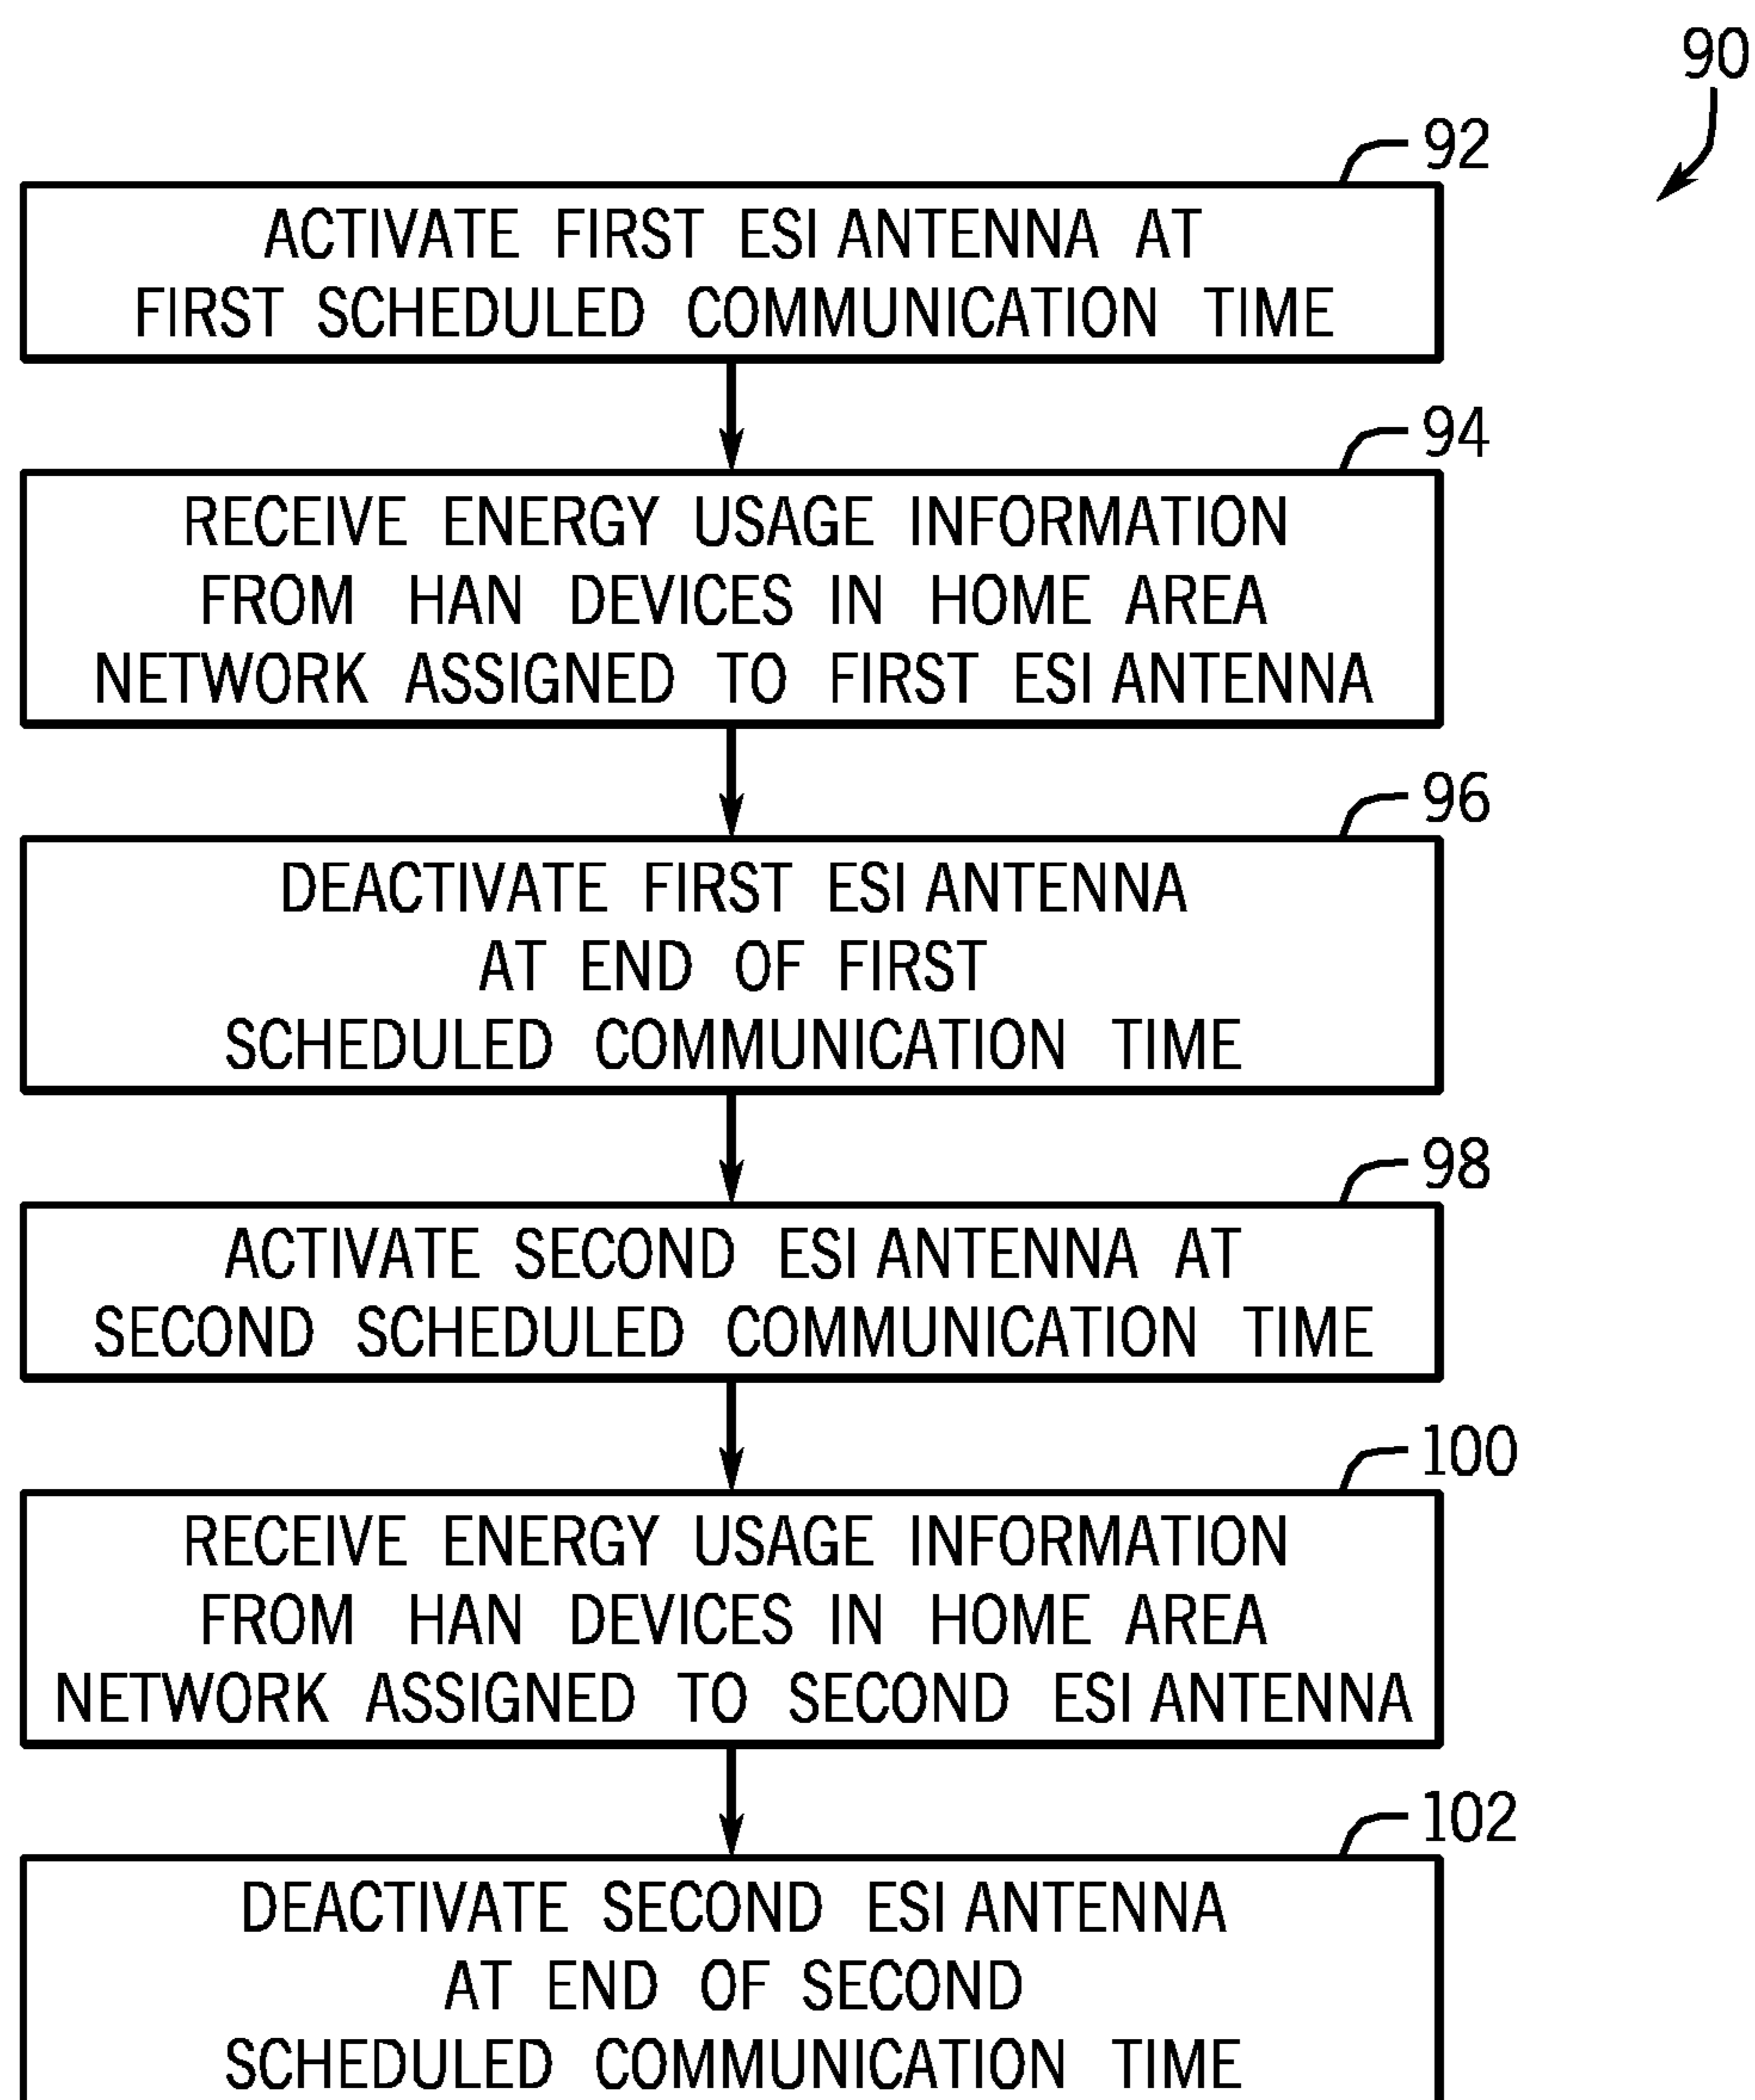 90
92
ACTIVATE FIRST ESI ANTENNA AT
FIRST SCHEDULED COMMUNICATION TIME
94
RECEIVE ENERGY USAGE INFORMATION
FROM HAN DEVICES IN HOME AREA
NETWORK ASSIGNED TO FIRST ESI ANTENNA
96
DEACTIVATE FIRST ESI ANTENNA
AT END OF FIRST
SCHEDULED COMMUNICATION TIME
98
ACTIVATE SECOND ESI ANTENNA AT
SECOND SCHEDULED COMMUNICATION TIME
100
RECEIVE ENERGY USAGE INFORMATION
FROM HAN DEVICES IN HOME AREA
NETWORK ASSIGNED TO SECOND ESI ANTENNA
102
DEACTIVATE SECOND ESI ANTENNA
AT END OF SECOND
SCHEDULED COMMUNICATION TIME